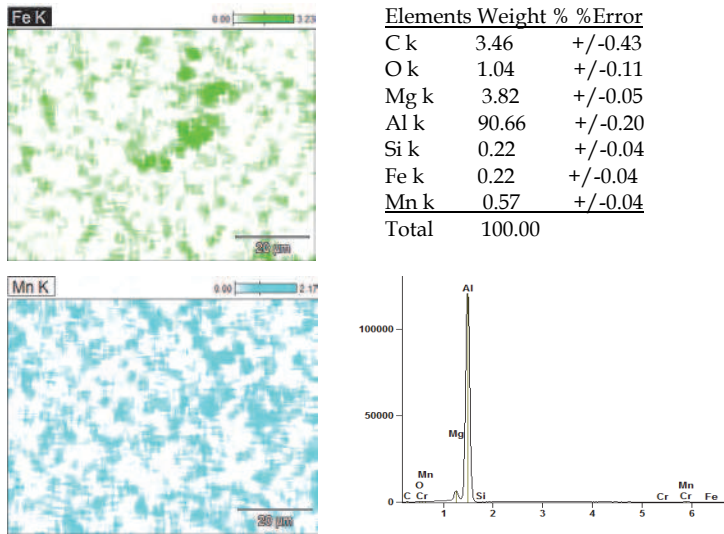 Fe K
0.00 3.23
20 µm
Elements Weight % %Error
C k 3.46 +/-0.43
O k 1.04 +/-0.11
Mg k 3.82 +/-0.05
Al k 90.66 +/-0.20
Si k 0.22 +/-0.04
Fe k 0.22 +/-0.04
Mn k 0.57 +/-0.04
Total 100.00
Mn K
0.00 2.17
20 µm
Al
100000
50000
0
Mg
Mn
O
C Cr
Si
Cr
Mn
Cr
Fe
1 2 3 4 5 6